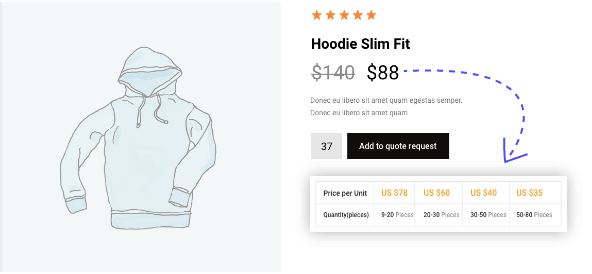 Hoodie Slim Fit
$140 $88
Donec eu libero sit amet quam egestas semper.
Donec eu libero sit amet quam
37 Add to quote request
Price per Unit US $78 US $60 US $40 US $35
Quantity(pieces) 9-20 Pieces 20-30 Pieces 30-50 Pieces 50-80 Pieces